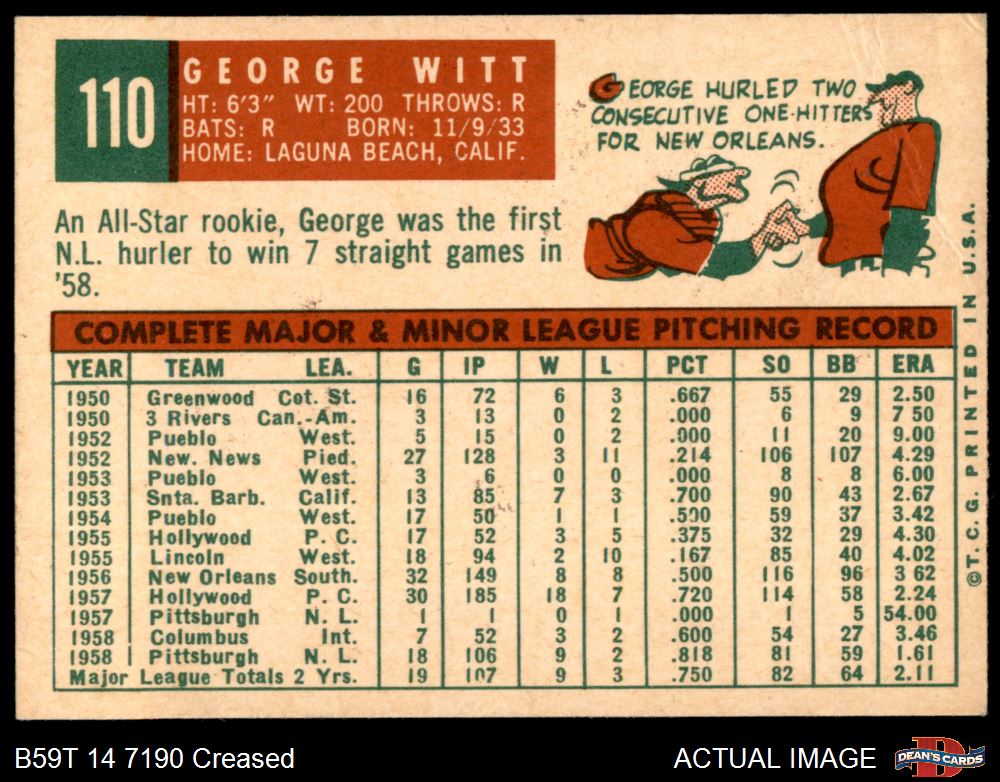 110
GEORGE WITT
HT: 6'3" WT: 200 THROWS: R
BATS: R BORN: 11/9/33
HOME: LAGUNA BEACH, CALIF.
GEORGE HURLED TWO
CONSECUTIVE ONE-HITTERS
FOR NEW ORLEANS.
An All-Star rookie, George was the first
N.L. hurler to win 7 straight games in
'58.
COMPLETE MAJOR & MINOR LEAGUE PITCHING RECORD
YEAR TEAM LEA. G IP W L PCT SO BB ERA
1950 Greenwood Cot. St. 16 72 6 3 .667 55 29 2.50
1950 3 Rivers Can.-Am. 3 13 0 2 .000 6 9 7 50
1952 Pueblo West. 5 15 0 2 .000 11 20 9.00
1952 New. News Pied. 27 128 3 11 .214 106 107 4.29
1953 Pueblo West. 3 6 0 0 .000 8 8 6.00
1953 Snta. Barb. Calif. 13 85 7 3 .700 90 43 2.67
1954 Pueblo West. 17 50 1 1 .500 59 37 3.42
1955 Hollywood P. C. 17 52 3 5 .375 32 29 4.30
1955 Lincoln West. 18 94 2 10 .167 85 40 4.02
1956 New Orleans South. 32 149 8 8 .500 116 96 3 62
1957 Hollywood P. C. 30 185 18 7 .720 114 58 2.24
1957 Pittsburgh N. L. 1 1 0 1 .000 1 5 54.00
1958 Columbus Int. 7 52 3 2 .600 54 27 3.46
1958 Pittsburgh N. L. 18 106 9 2 .818 81 59 1.61
Major League Totals 2 Yrs. 19 107 9 3 .750 82 64 2.11
©T.C.G. PRINTED IN U.S.A.
B59T 14 7190 Creased
ACTUAL IMAGE
D
DEAN'S CARDS